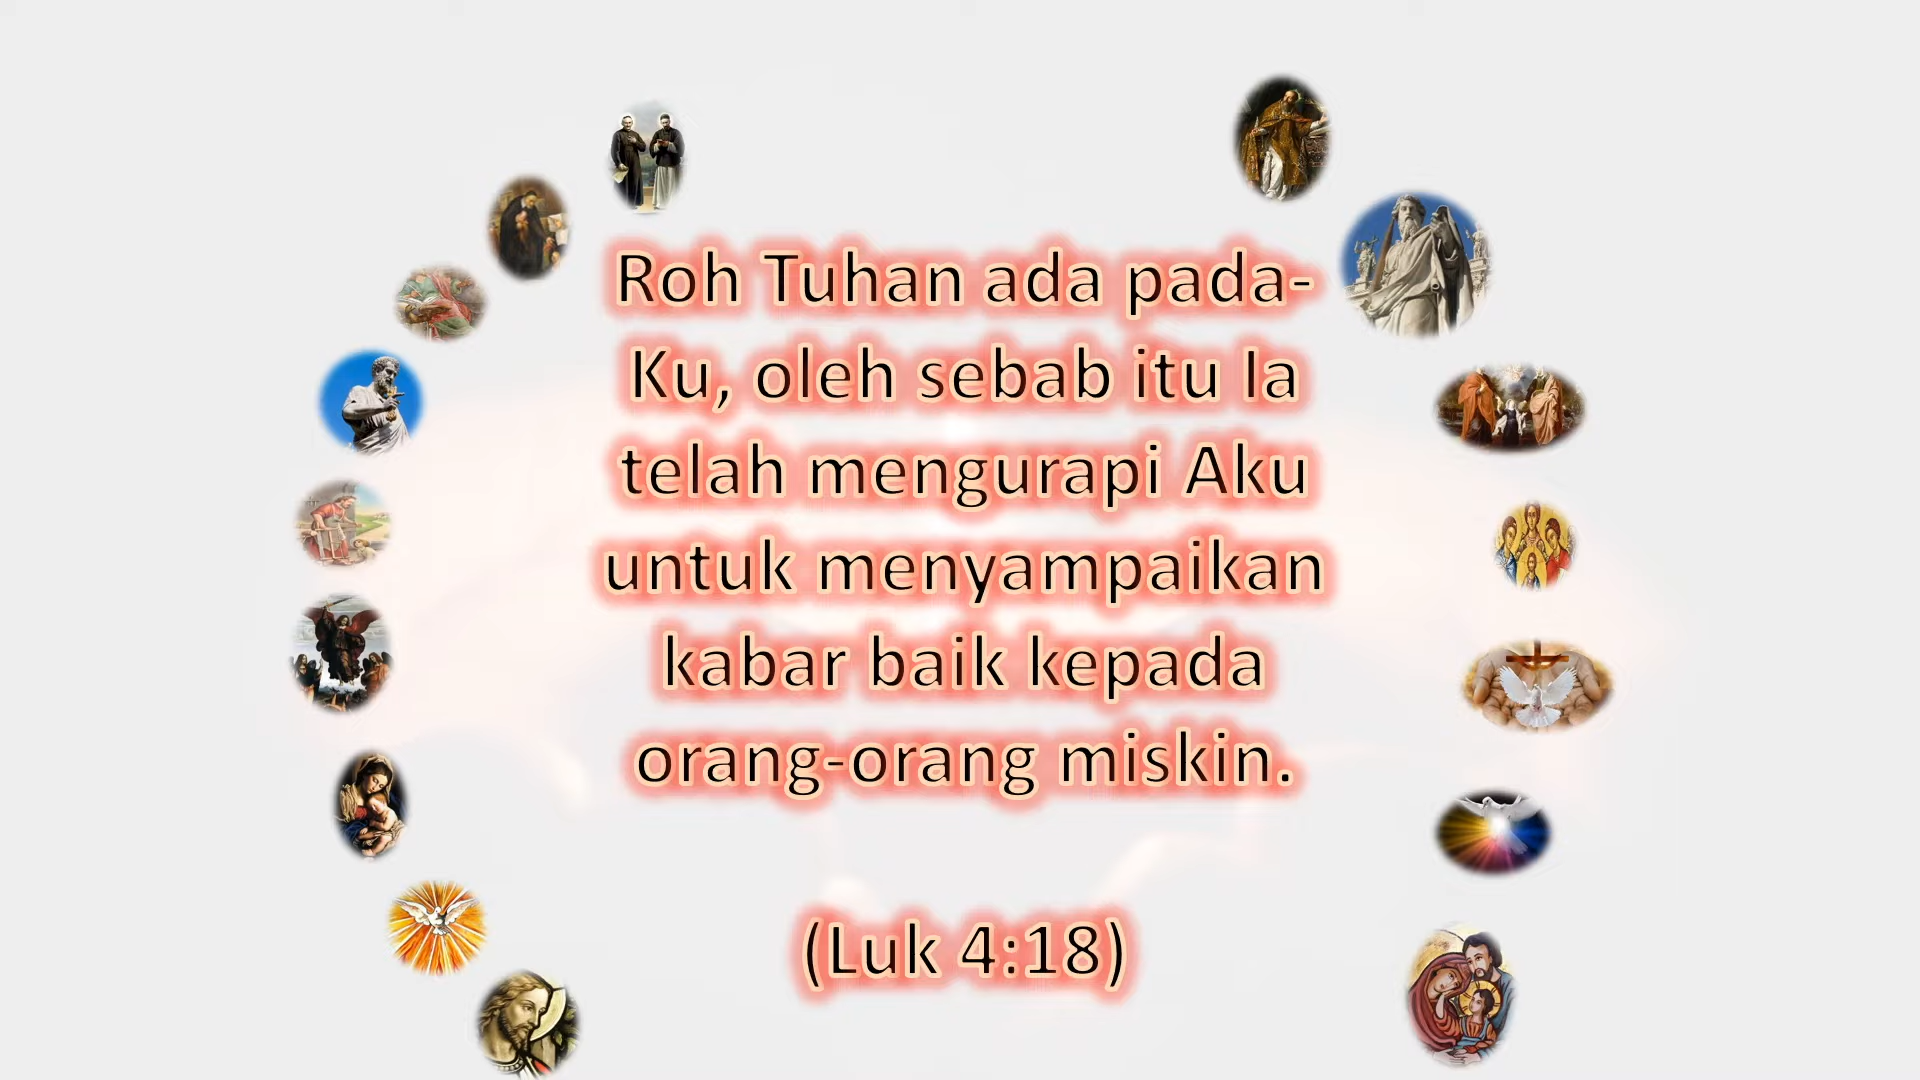 Roh Tuhan ada pada-
Ku, oleh sebab itu Ia
telah mengurapi Aku
untuk menyampaikan
kabar baik kepada
orang-orang miskin.
(Luk 4:18)